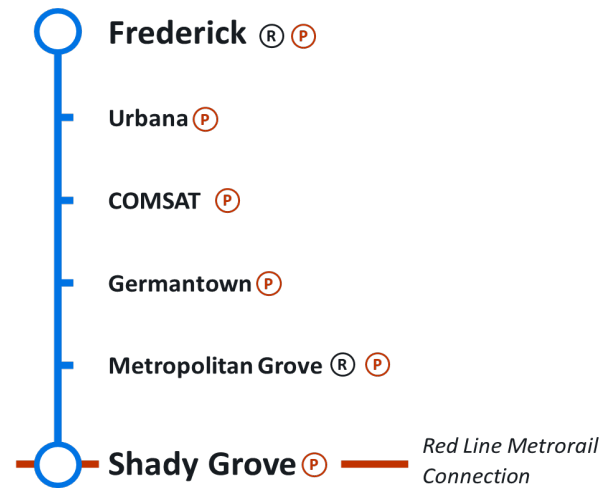 Frederick R P
Urbana P
COMSAT P
Germantown P
Metropolitan Grove R P
Shady Grove P
Red Line Metrorail
Connection